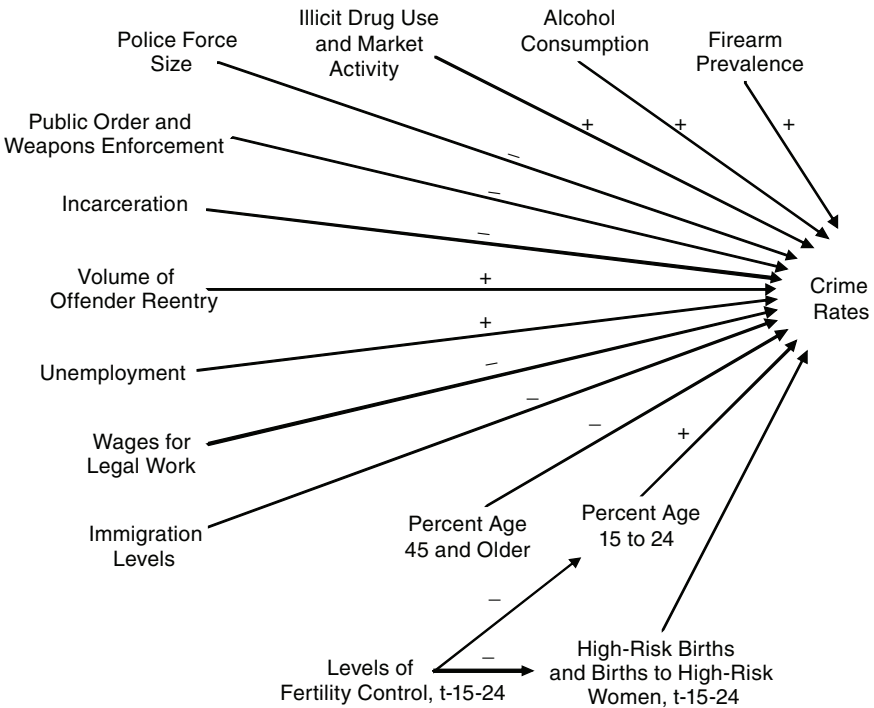 Police Force
Size
Illicit Drug Use
and Market
Activity
Alcohol
Consumption
Firearm
Prevalence
Public Order and
Weapons Enforcement
Incarceration
Volume of
Offender Reentry
Unemployment
Wages for
Legal Work
Immigration
Levels
Percent Age
45 and Older
Percent Age
15 to 24
Levels of
Fertility Control, t-15-24
High-Risk Births
and Births to High-Risk
Women, t-15-24
Crime
Rates
+
+
+
–
–
–
+
+
–
–
–
+
–
–